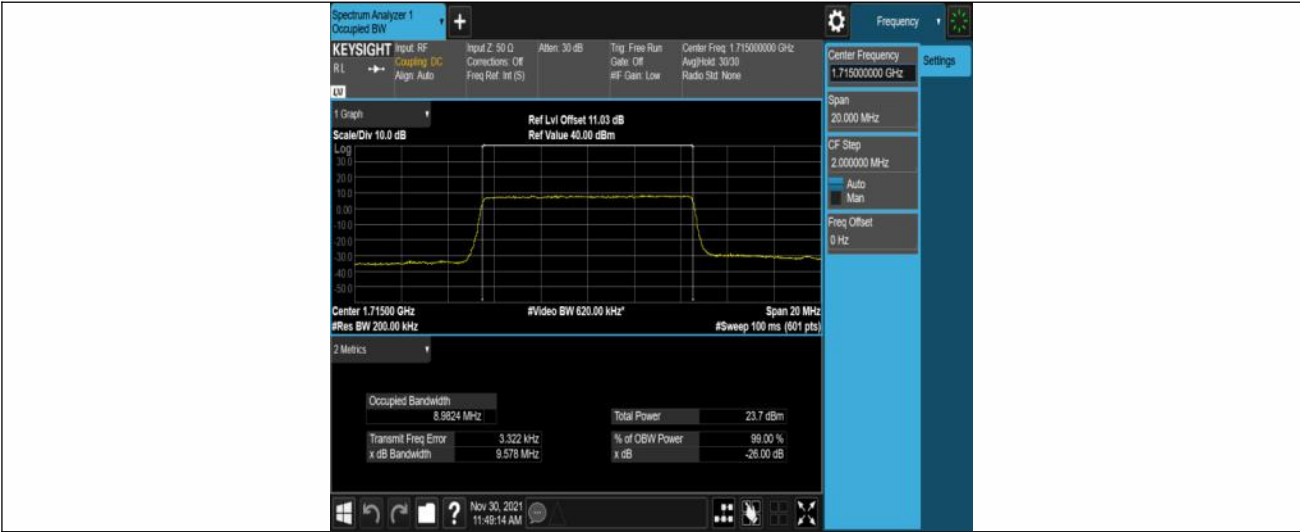 Spectrum Analyzer 1
Occupied BW
Frequency
KEYSIGHT
R L
Input: RF
Coupling: DC
Align: Auto
Input Z: 50 Ω
Corrections: Off
Freq Ref: Int (S)
Atten: 30 dB
Trig: Free Run
Gate: Off
#IF Gain: Low
Center Freq: 1.715000000 GHz
Avg|Hold: 30/30
Radio Std: None
Center Frequency
1.715000000 GHz
Settings
Span
20.000 MHz
CF Step
2.000000 MHz
Auto
Man
Freq Offset
0 Hz
1 Graph
Scale/Div 10.0 dB
Ref Lvl Offset 11.03 dB
Ref Value 40.00 dBm
Log
30.0
20.0
10.0
0.00
-10.0
-20.0
-30.0
-40.0
-50.0
Center 1.71500 GHz
#Video BW 620.00 kHz*
Span 20 MHz
#Res BW 200.00 kHz
#Sweep 100 ms (601 pts)
2 Metrics
Occupied Bandwidth
8.9824 MHz
Total Power 23.7 dBm
Transmit Freq Error 3.322 kHz
% of OBW Power 99.00 %
x dB Bandwidth 9.578 MHz
x dB -26.00 dB
?
Nov 30, 2021
11:49:14 AM